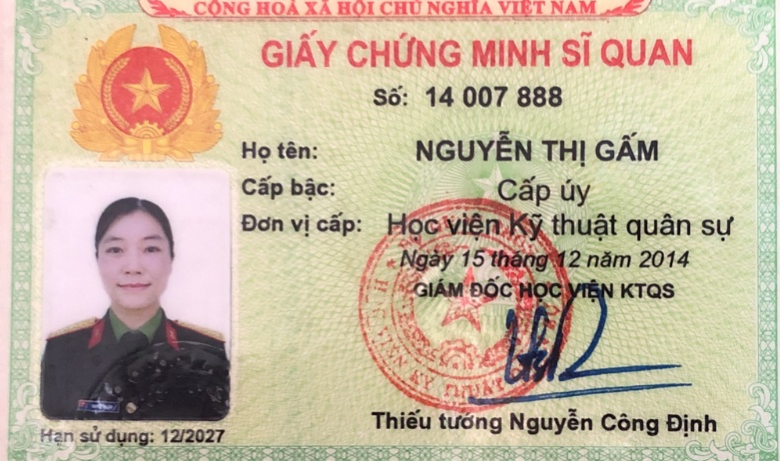 CỘNG HOÀ XÃ HỘI CHỦ NGHĨA VIỆT NAM
GIẤY CHỨNG MINH SĨ QUAN
Số: 14 007 888
Họ tên: NGUYỄN THỊ GẤM
Cấp bậc: Cấp úy
Đơn vị cấp: Học viện Kỹ thuật quân sự
Ngày 15 tháng 12 năm 2014
GIÁM ĐỐC HỌC VIỆN KTQS
KỸ THUẬT
Thiếu tướng Nguyễn Công Định
Hạn sử dụng: 12/2027